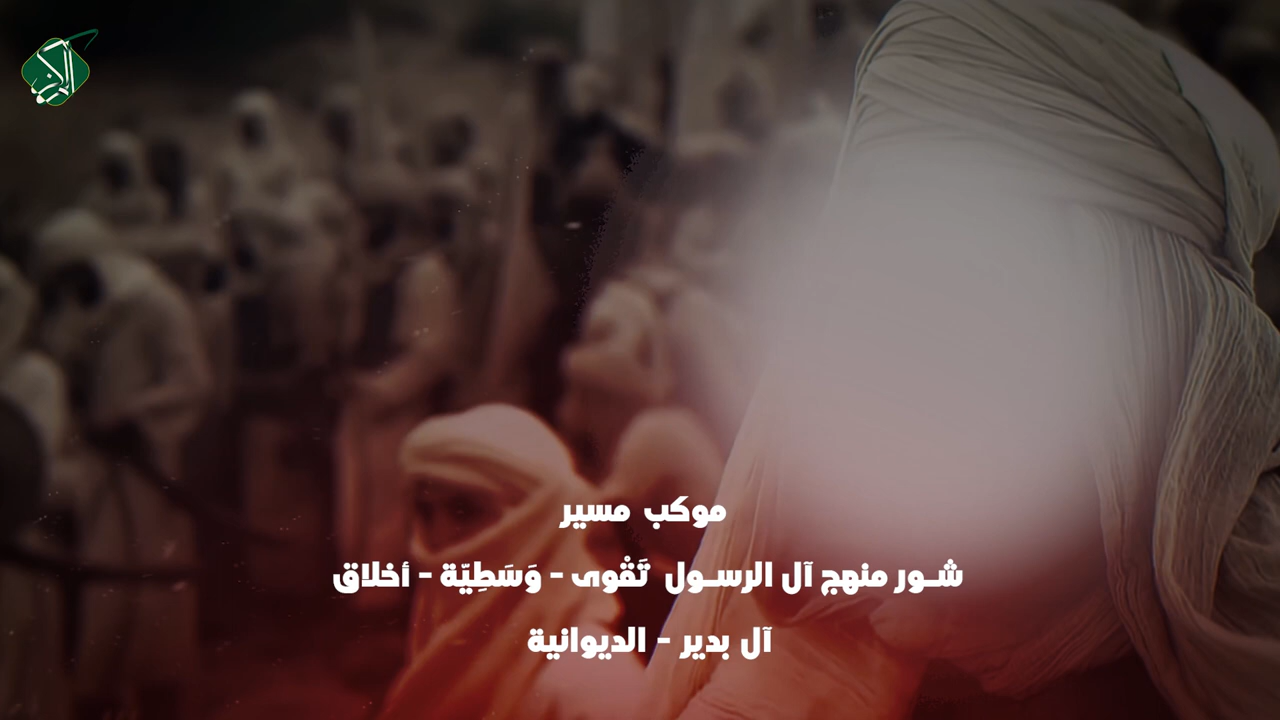 موكب مسير
شـور منهج آل الرسـول تَقْوى - وَسَطِيّة - أخلاق
آل بدير - الديوانية